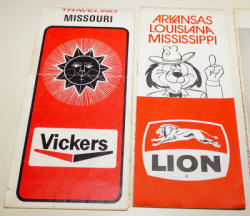 TRAVELING
MISSOURI
Vickers
ARKANSAS
LOUISIANA
MISSISSIPPI
LION